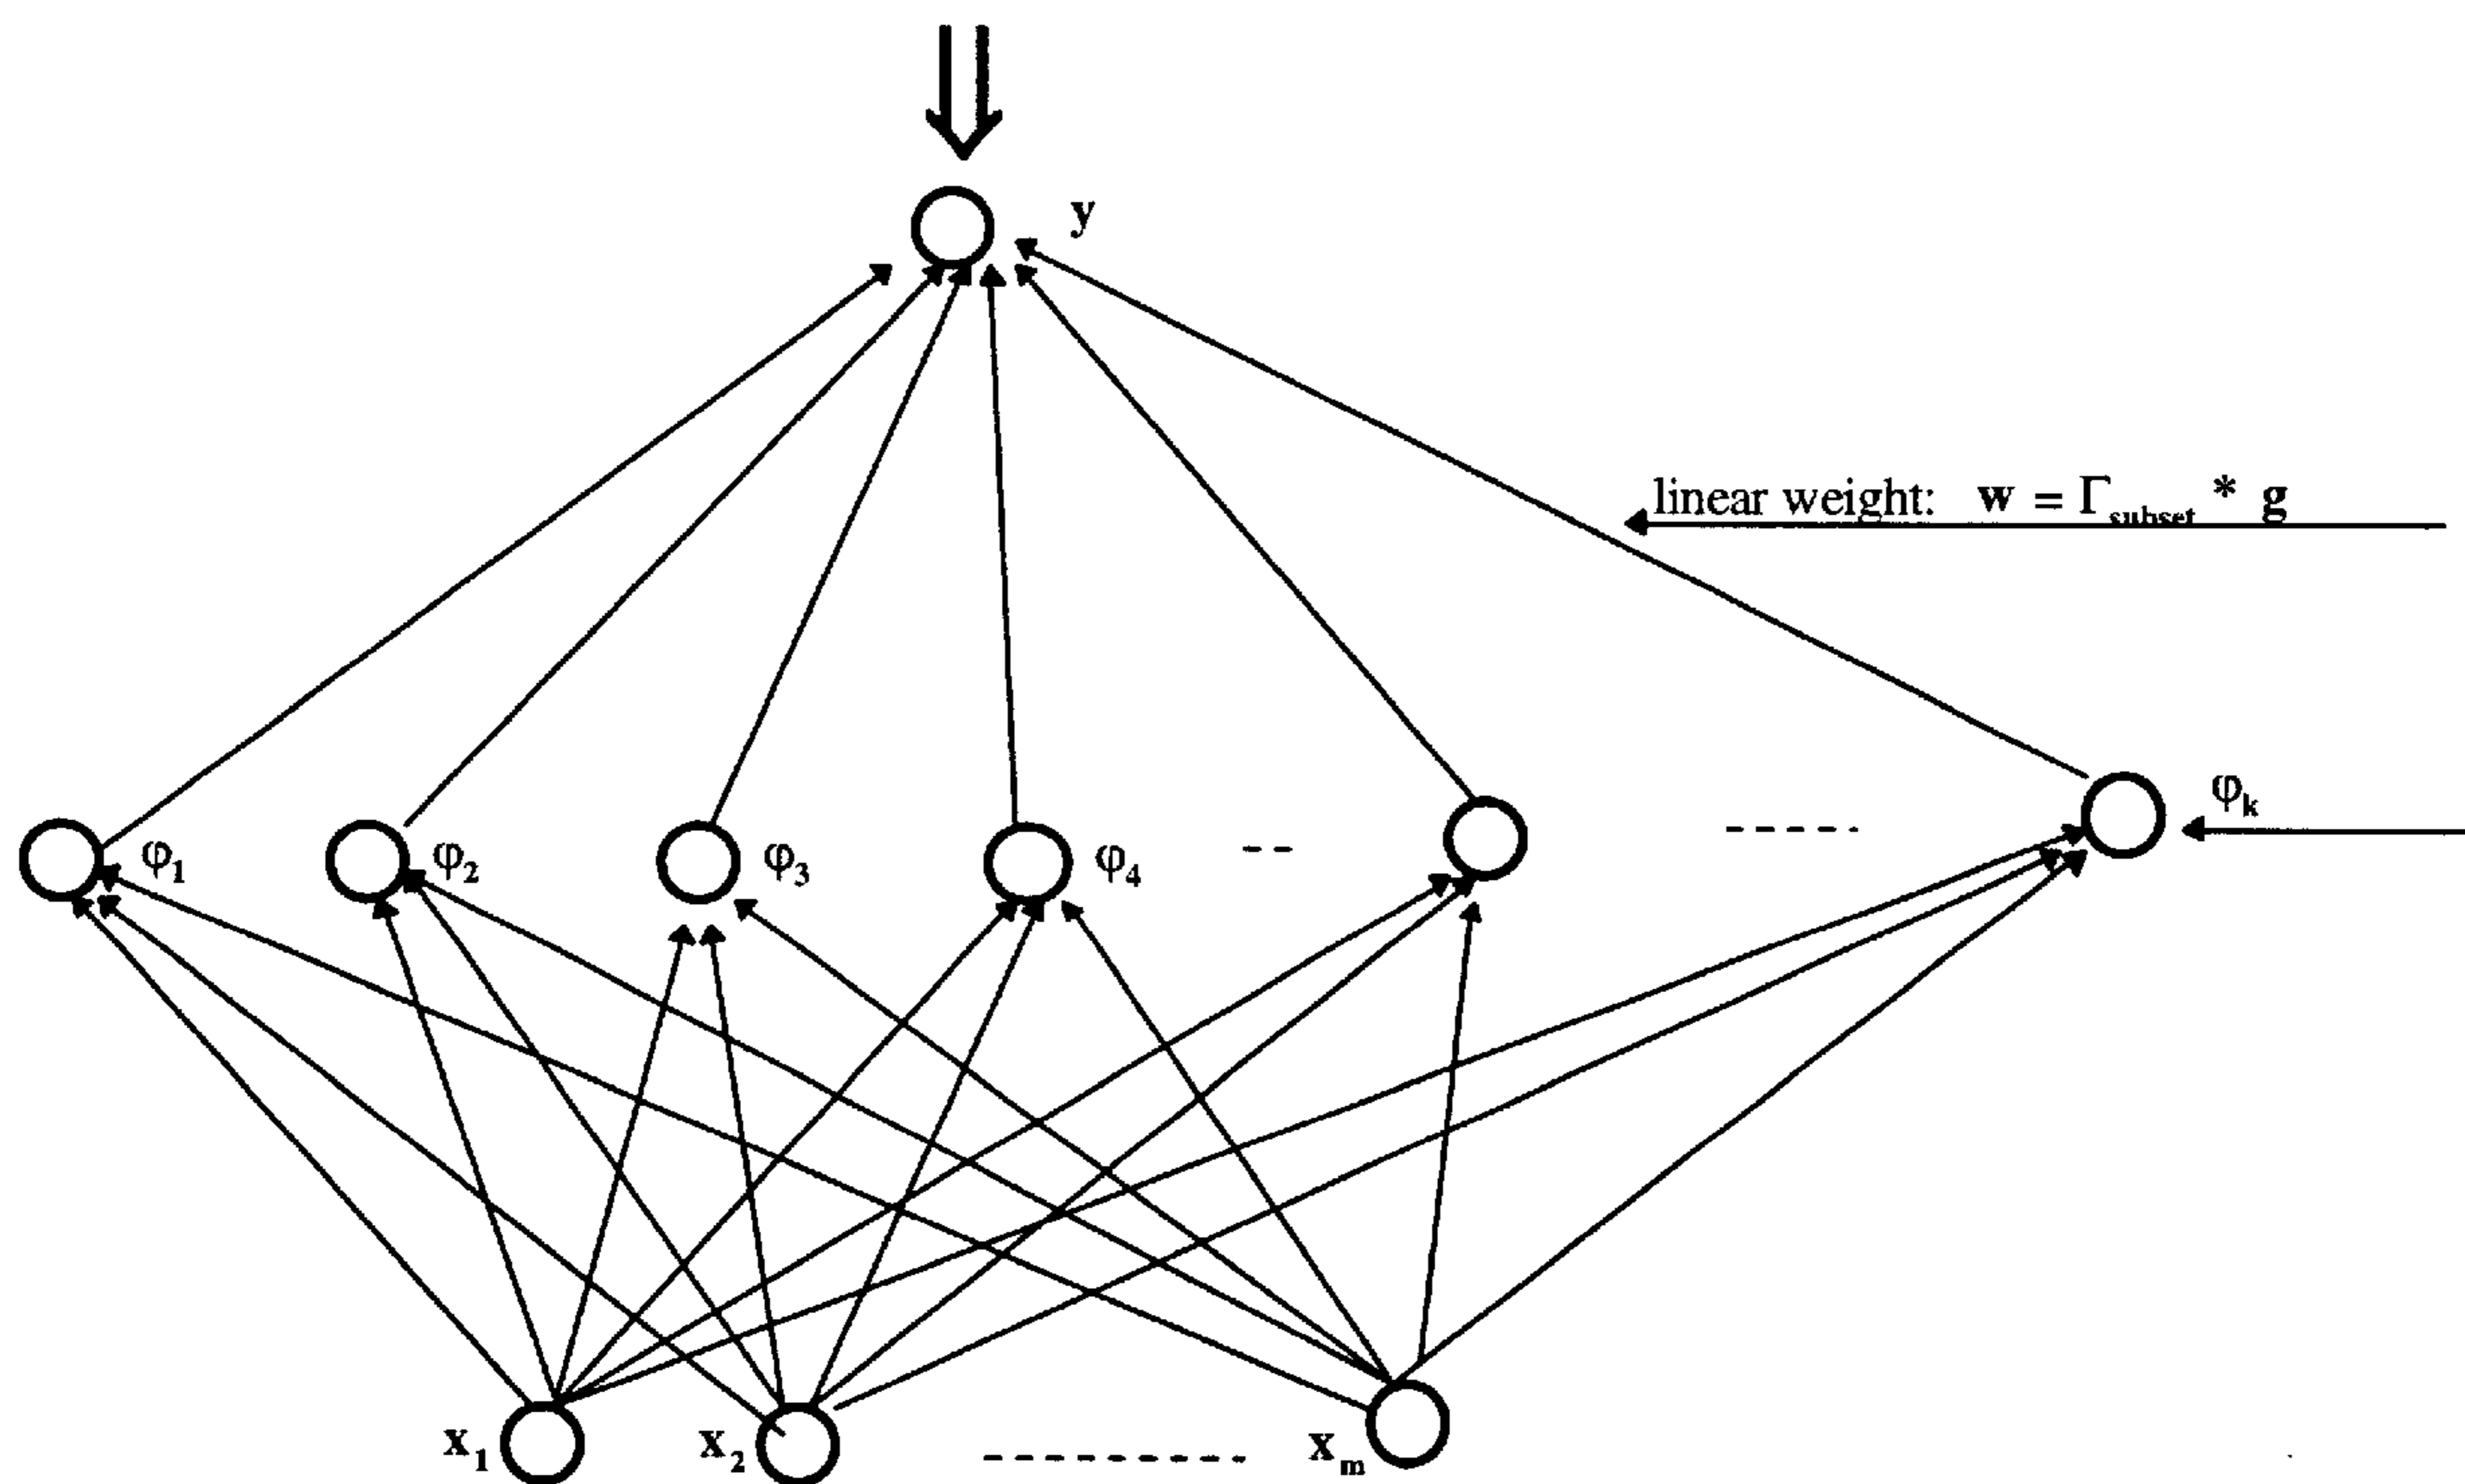 y
linear weight: w = Γsubset * g
φk
φ1 φ2 φ3 φ4
x1 x2 xm